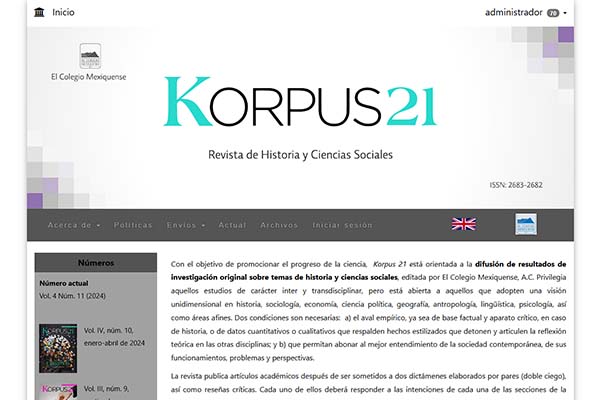 Inicio
administrador 70
El Colegio Mexiquense
KORPUS21
Revista de Historia y Ciencias Sociales
ISSN: 2683-2682
Acerca de Políticas Envíos Actual Archivos Iniciar sesión
Números
Número actual
Vol. 4 Núm. 11 (2024)
Vol. IV, núm. 10,
enero-abril de 2024
Vol. III, núm. 9,
Con el objetivo de promocionar el progreso de la ciencia, Korpus 21 está orientada a la difusión de resultados de
investigación original sobre temas de historia y ciencias sociales, editada por El Colegio Mexiquense, A.C. Privilegia
aquellos estudios de carácter inter y transdisciplinar, pero está abierta a aquellos que adopten una visión
unidimensional en historia, sociología, economía, ciencia política, geografía, antropología, lingüística, psicología, así
como áreas afines. Dos condiciones son necesarias: a) el aval empírico, ya sea de base factual y aparato crítico, en caso
de historia, o de datos cuantitativos o cualitativos que respalden hechos estilizados que detonen y articulen la reflexión
teórica en las otras disciplinas; y b) que permitan abonar al mejor entendimiento de la sociedad contemporánea, de sus
funcionamientos, problemas y perspectivas.
La revista publica artículos académicos después de ser sometidos a dos dictámenes elaborados por pares (doble ciego),
así como reseñas críticas. Cada uno de ellos deberá responder a las intenciones de cada una de las secciones de la